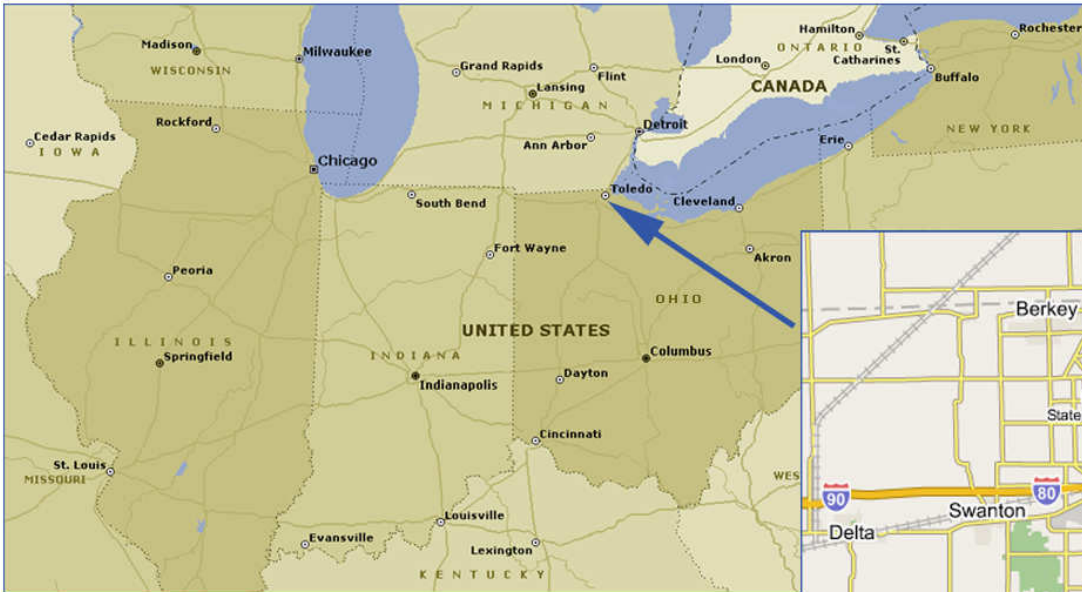 Hamilton
Rochester
Madison
Milwaukee
ONTARIO
St.
Catharines
WISCONSIN
Grand Rapids
Flint
London
Buffalo
Lansing
CANADA
MICHIGAN
Rockford
Detroit
NEW YORK
Cedar Rapids
Ann Arbor
Erie
IOWA
Chicago
Toledo
South Bend
Cleveland
Fort Wayne
Akron
Peoria
OHIO
Berkey
UNITED STATES
ILLINOIS
INDIANA
Columbus
Springfield
Dayton
Indianapolis
State
Cincinnati
St. Louis
MISSOURI
WES
90
80
Swanton
Louisville
Delta
Evansville
Lexington
KENTUCKY